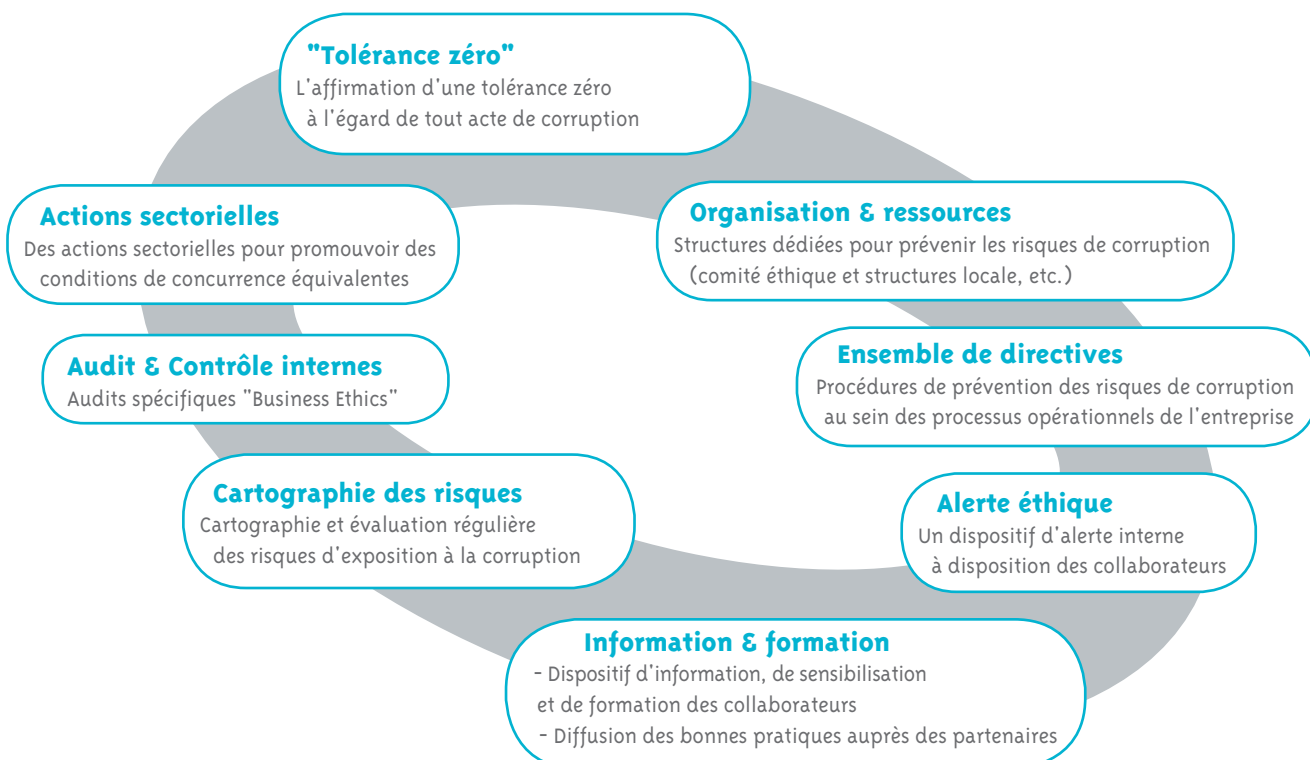 "Tolérance zéro"
L'affirmation d'une tolérance zéro
à l'égard de tout acte de corruption
Organisation & ressources
Structures dédiées pour prévenir les risques de corruption
(comité éthique et structures locale, etc.)
Ensemble de directives
Procédures de prévention des risques de corruption
au sein des processus opérationnels de l'entreprise
Alerte éthique
Un dispositif d'alerte interne
à disposition des collaborateurs
Information & formation
- Dispositif d'information, de sensibilisation
et de formation des collaborateurs
- Diffusion des bonnes pratiques auprès des partenaires
Cartographie des risques
Cartographie et évaluation régulière
des risques d'exposition à la corruption
Audit & Contrôle internes
Audits spécifiques "Business Ethics"
Actions sectorielles
Des actions sectorielles pour promouvoir des
conditions de concurrence équivalentes